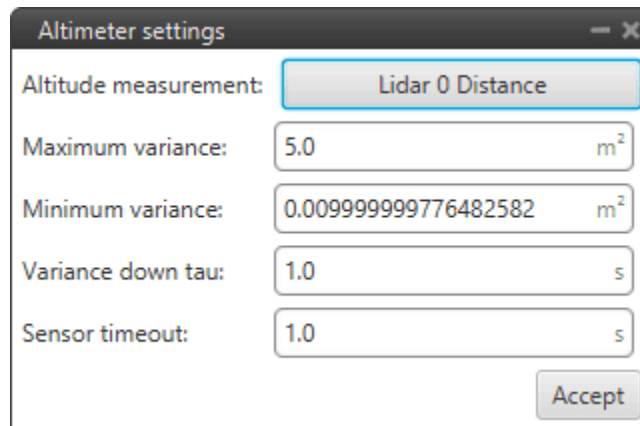 Altimeter settings
Altitude measurement: Lidar 0 Distance
Maximum variance: 5.0 m²
Minimum variance: 0.009999999776482582 m²
Variance down tau: 1.0 s
Sensor timeout: 1.0 s
Accept